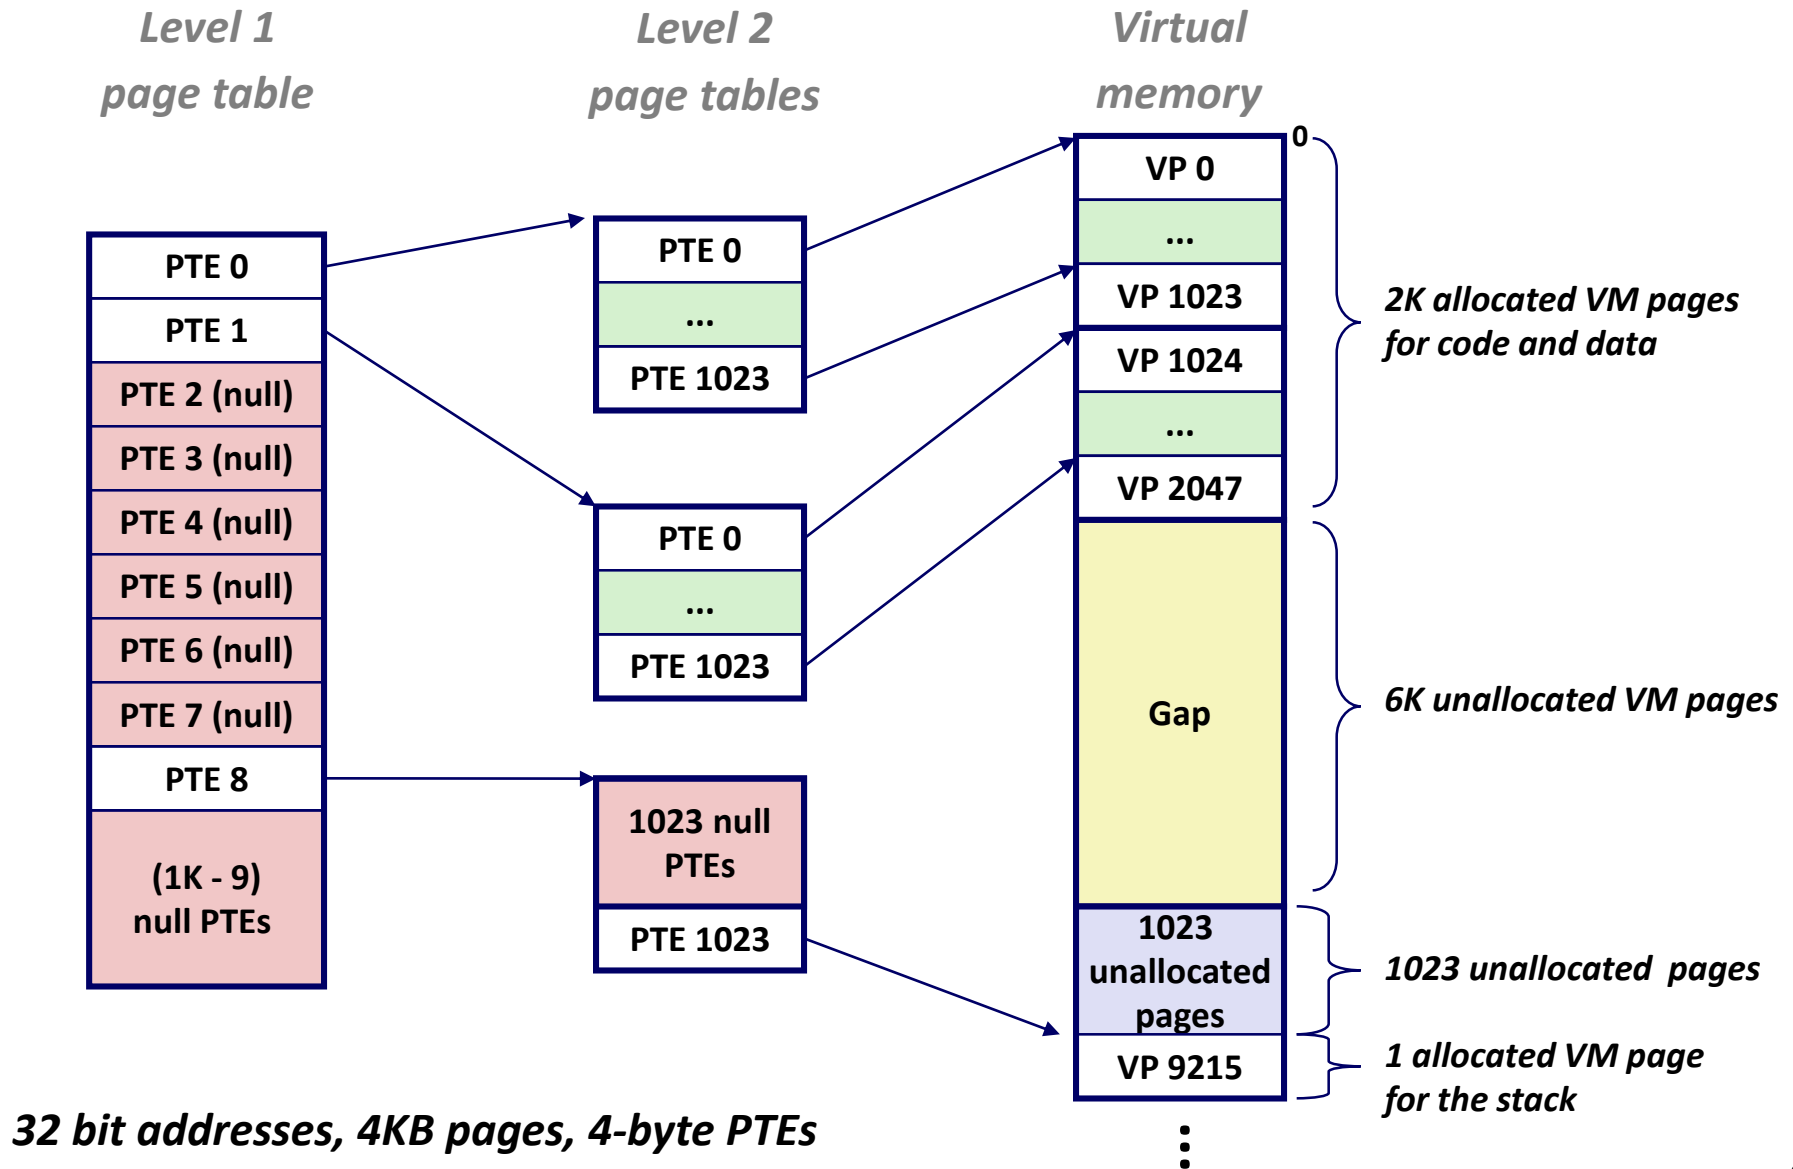 Level 1
page table
Level 2
page tables
Virtual
memory
PTE 0
PTE 1
PTE 2 (null)
PTE 3 (null)
PTE 4 (null)
PTE 5 (null)
PTE 6 (null)
PTE 7 (null)
PTE 8
(1K - 9)
null PTEs
PTE 0
...
PTE 1023
PTE 0
...
PTE 1023
1023 null
PTEs
PTE 1023
0
VP 0
...
VP 1023
VP 1024
...
VP 2047
Gap
1023
unallocated
pages
VP 9215
2K allocated VM pages
for code and data
6K unallocated VM pages
1023 unallocated pages
1 allocated VM page
for the stack
32 bit addresses, 4KB pages, 4-byte PTEs